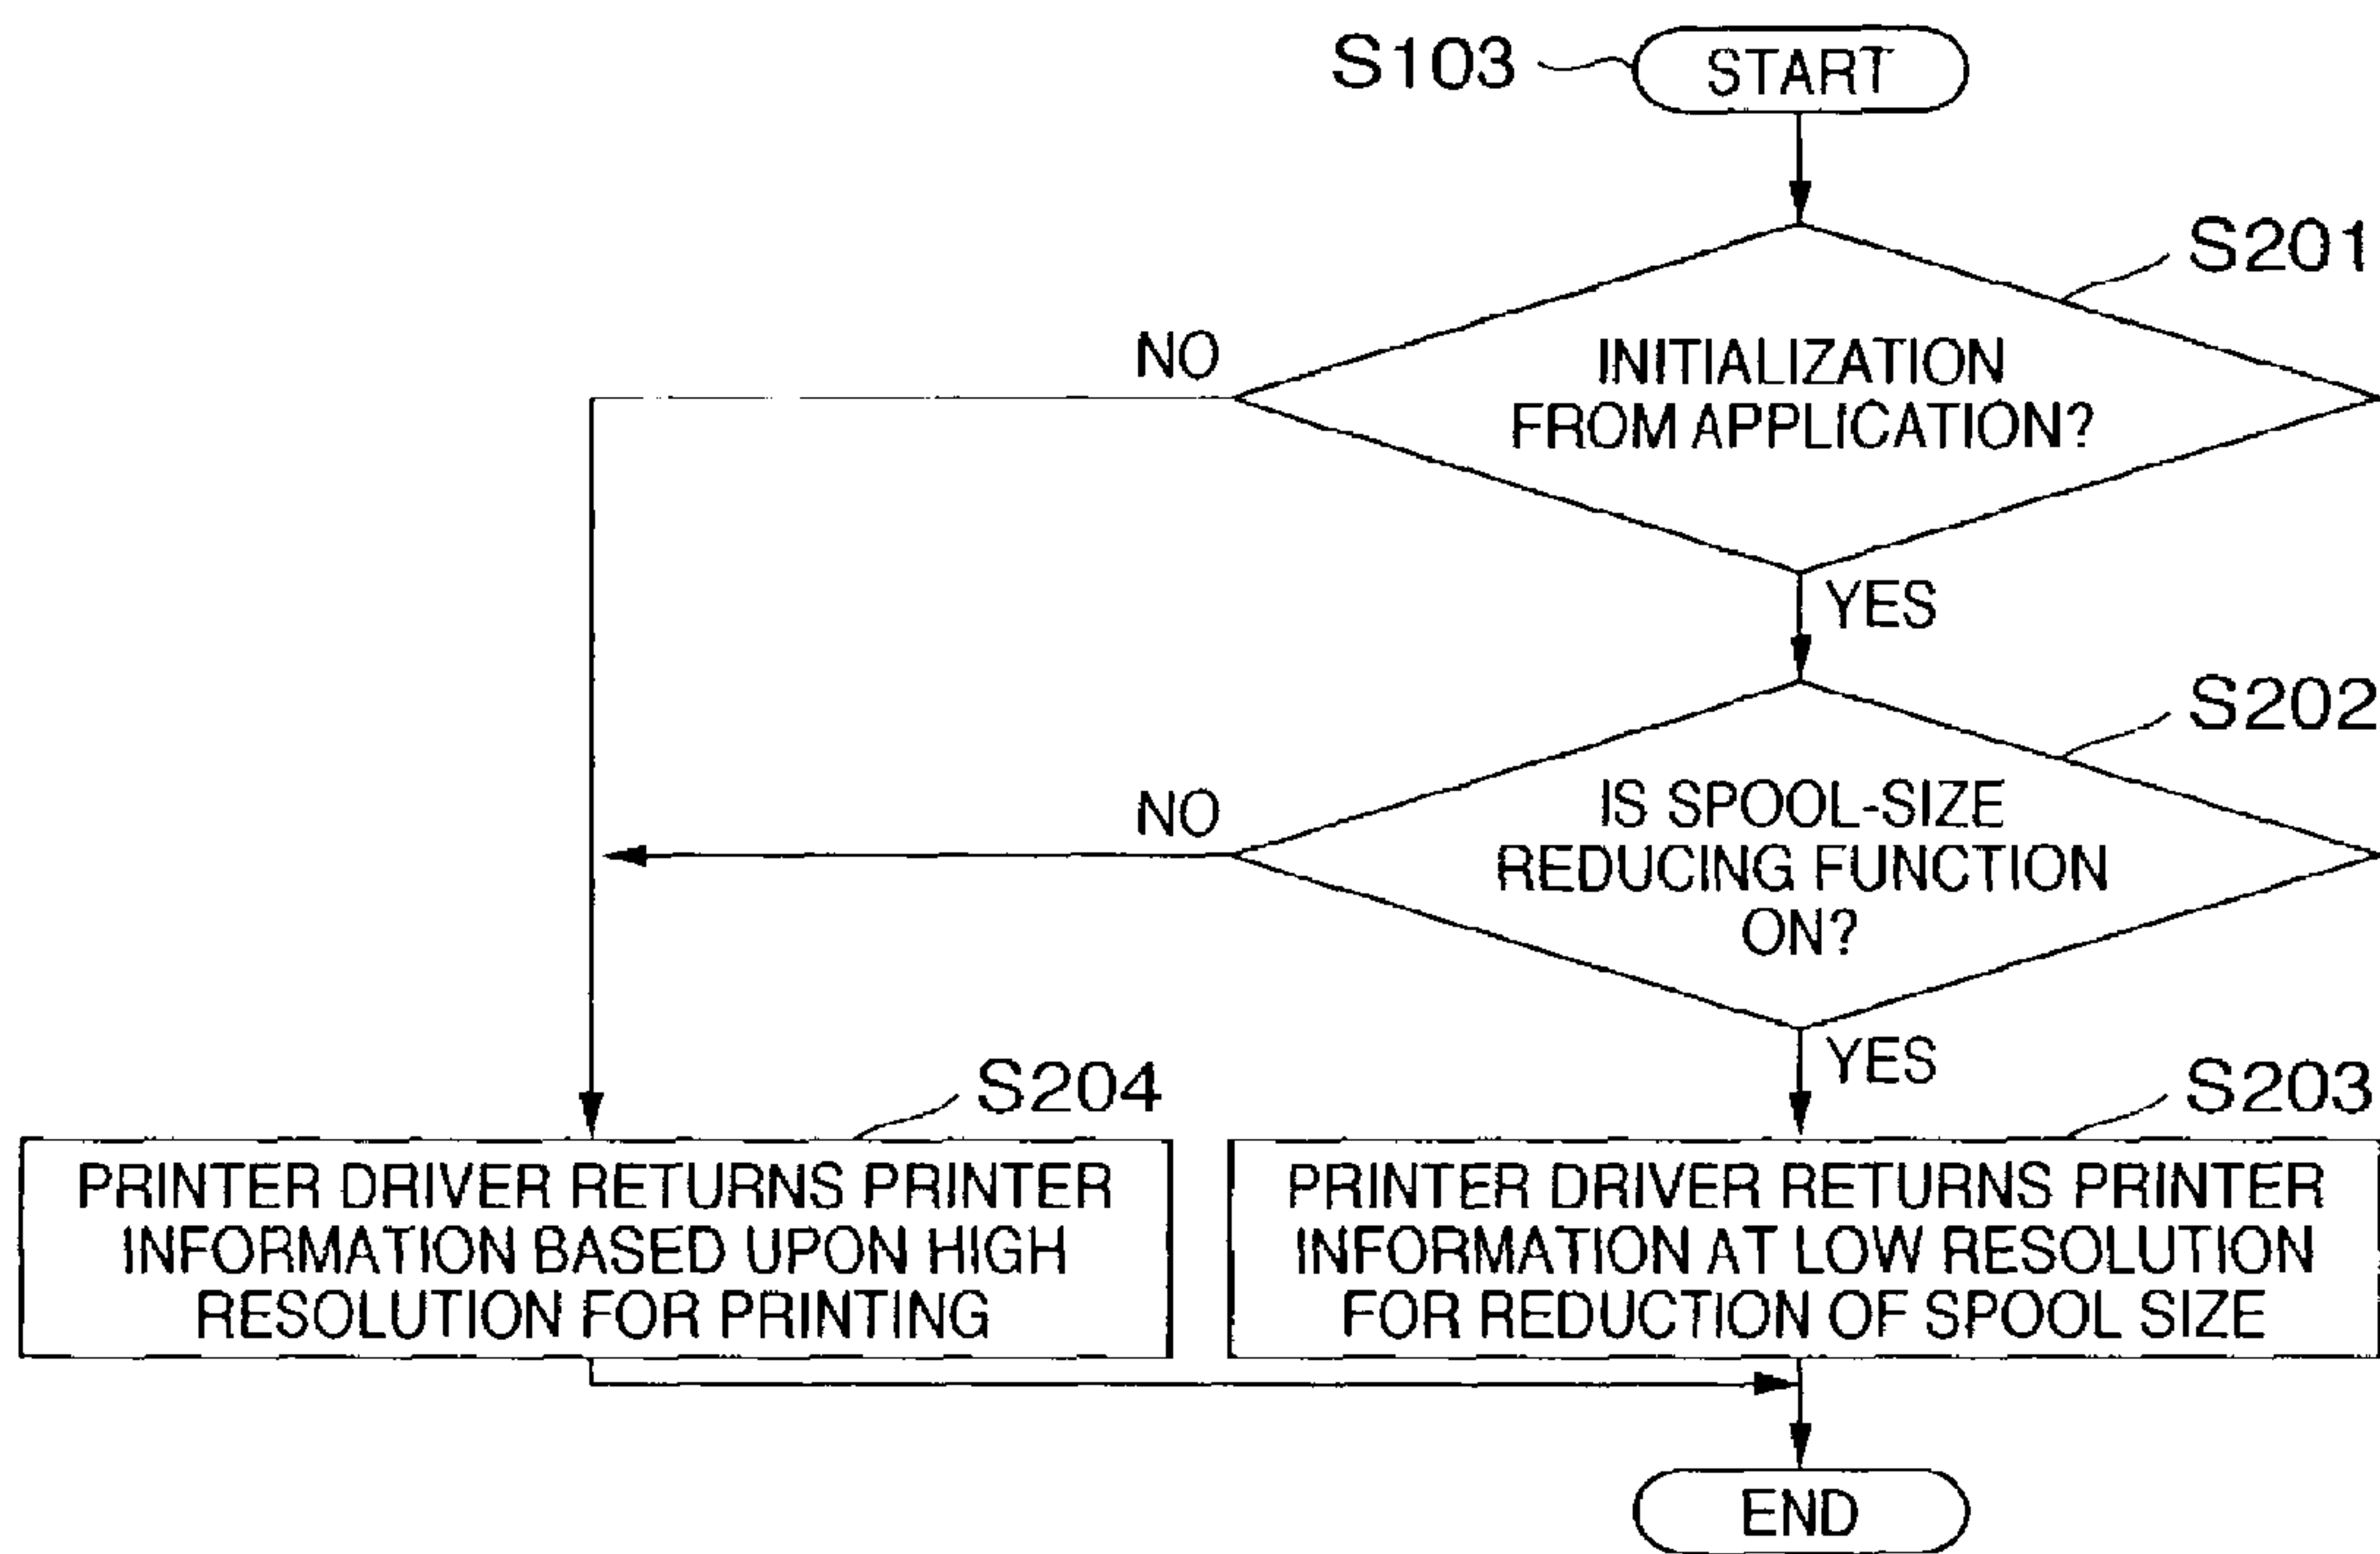 S103
START
S201
INITIALIZATION
FROM APPLICATION?
NO
YES
S202
IS SPOOL-SIZE
REDUCING FUNCTION
ON?
NO
YES
S204
PRINTER DRIVER RETURNS PRINTER
INFORMATION BASED UPON HIGH
RESOLUTION FOR PRINTING
S203
PRINTER DRIVER RETURNS PRINTER
INFORMATION AT LOW RESOLUTION
FOR REDUCTION OF SPOOL SIZE
END